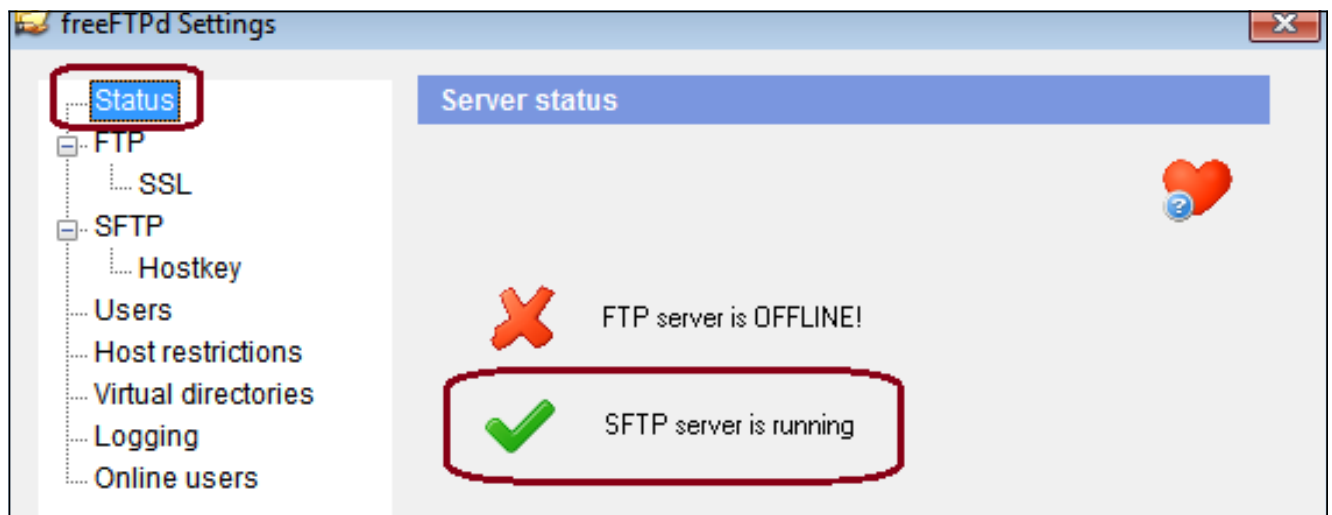 freeFTPd Settings
Status
FTP
SSL
SFTP
Hostkey
Users
Host restrictions
Virtual directories
Logging
Online users
Server status
?
FTP server is OFFLINE!
SFTP server is running